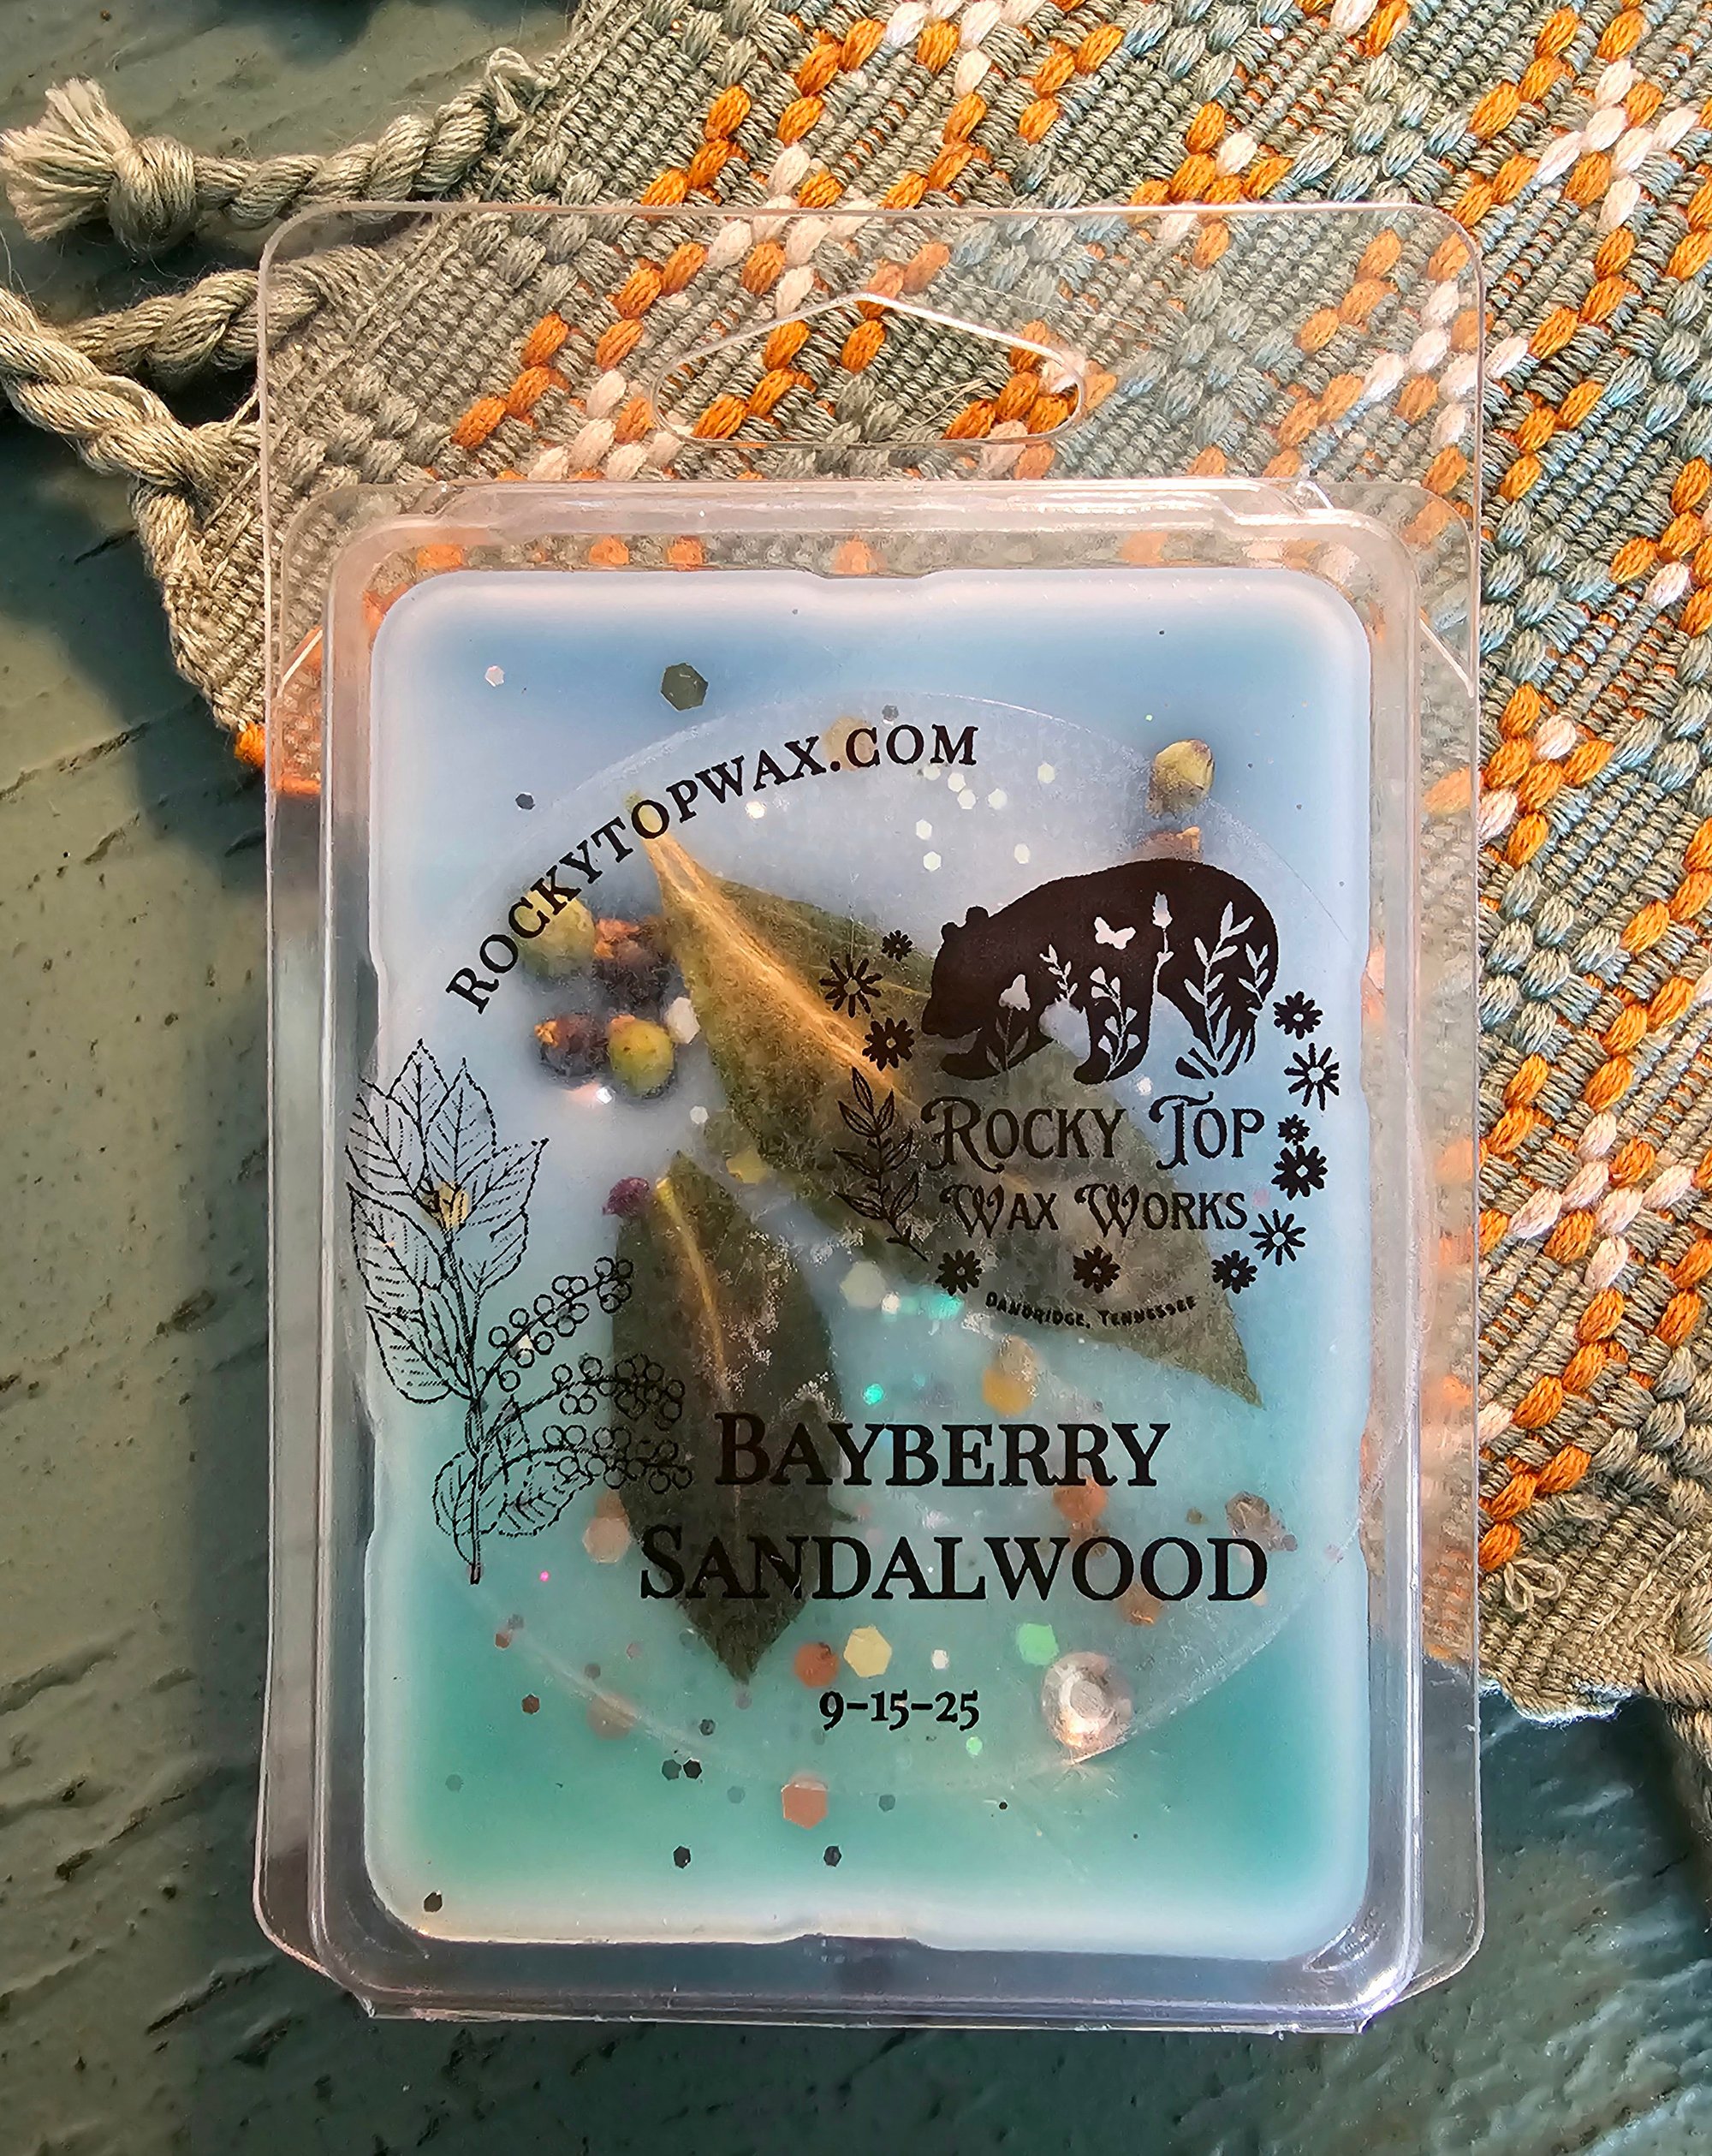 ROCKYTOPWAX.COM
ROCKY TOP
WAX WORKS
DANDRIDGE, TENNESSEE
BAYBERRY
SANDALWOOD
9-15-25